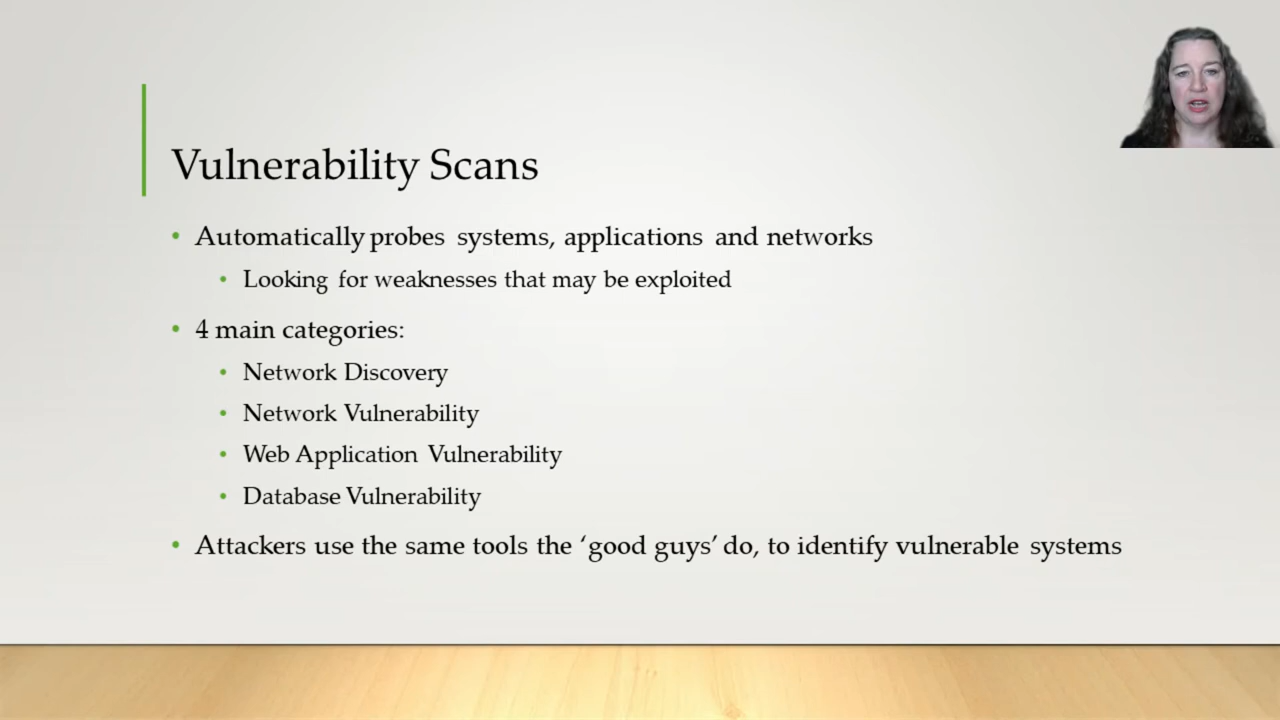 Vulnerability Scans
• Automatically probes systems, applications and networks
• Looking for weaknesses that may be exploited
• 4 main categories:
• Network Discovery
• Network Vulnerability
• Web Application Vulnerability
• Database Vulnerability
• Attackers use the same tools the ‘good guys’ do, to identify vulnerable systems